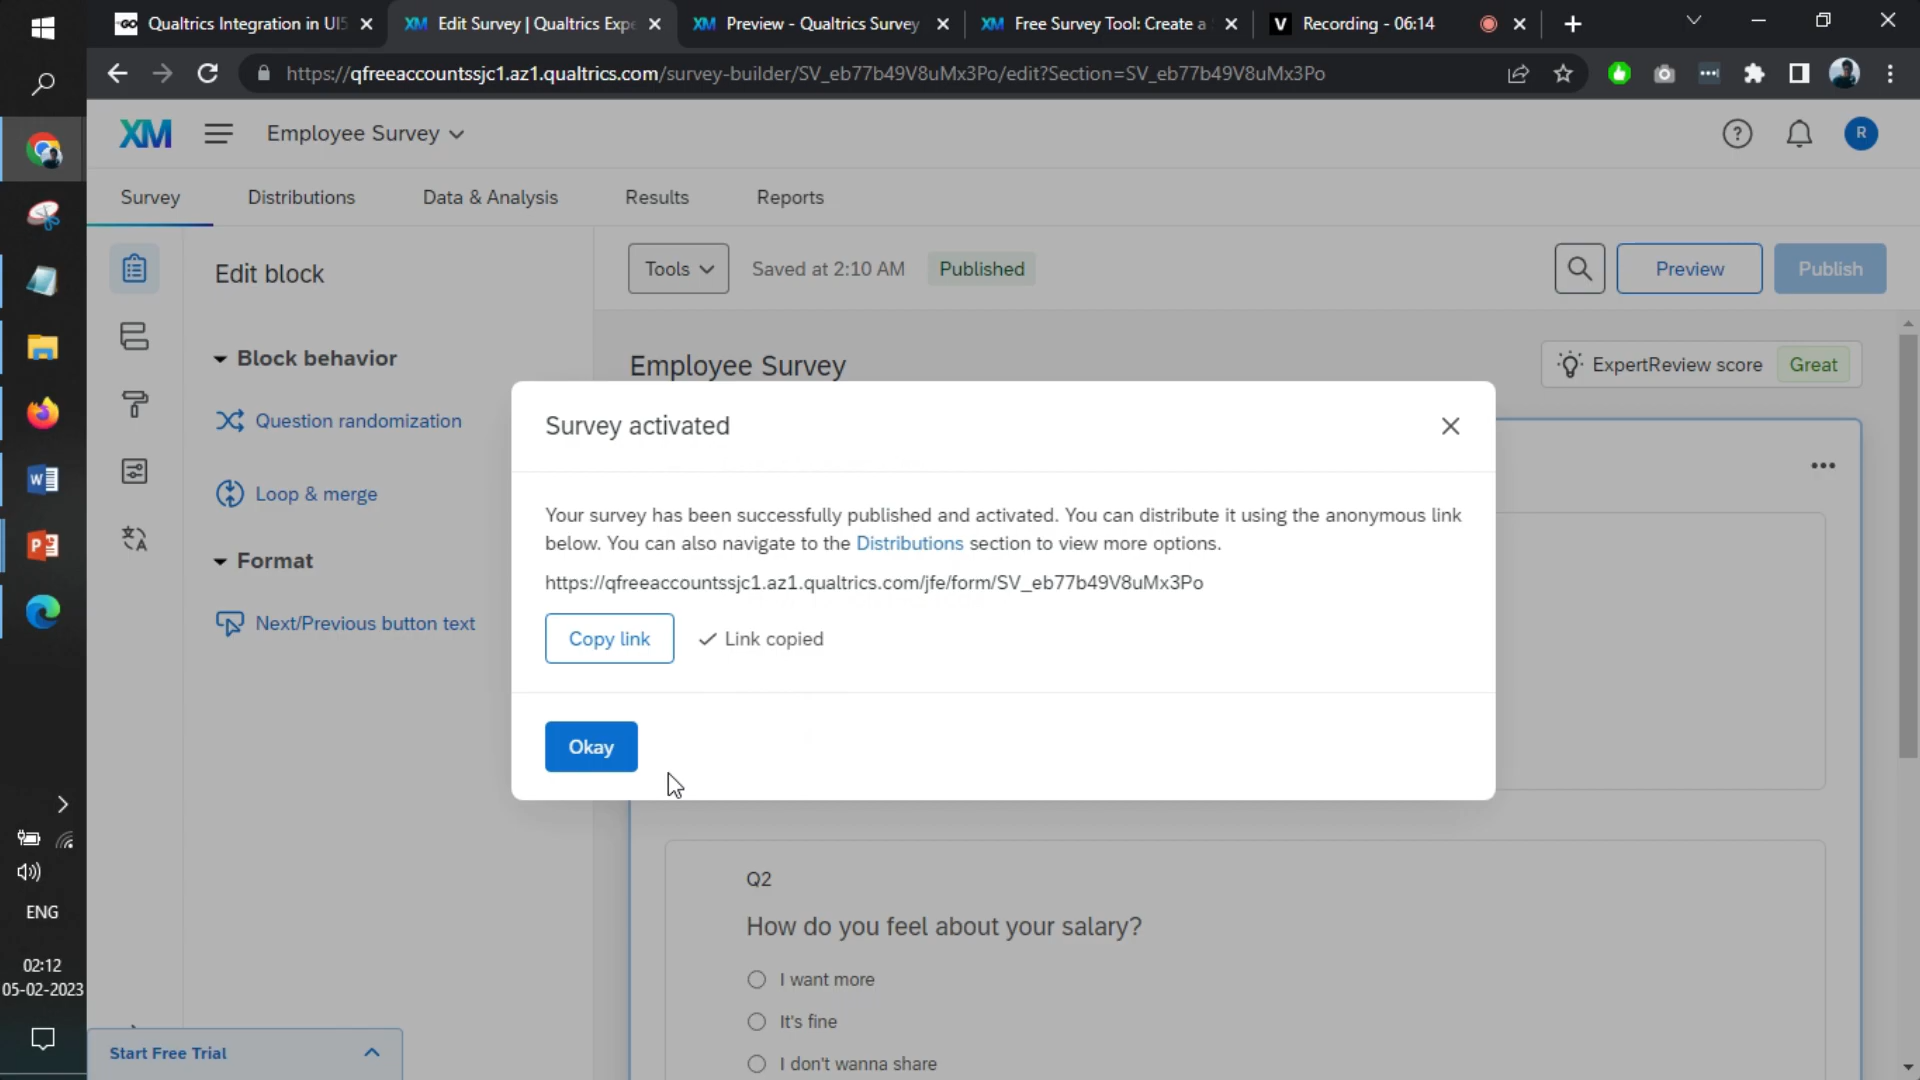 Qualtrics Integration in UI5
Edit Survey | Qualtrics Expe
Preview - Qualtrics Survey
Free Survey Tool: Create a S
V Recording - 06:14
https://qfreeaccountssjc1.az1.qualtrics.com/survey-builder/SV_eb77b49V8uMx3Po/edit?Section=SV_eb77b49V8uMx3Po
XM
Employee Survey
R
Survey
Distributions
Data & Analysis
Results
Reports
Edit block
Tools
Saved at 2:10 AM
Published
Preview
Publish
Block behavior
Employee Survey
ExpertReview score
Great
Question randomization
Survey activated
Loop & merge
Your survey has been successfully published and activated. You can distribute it using the anonymous link
below. You can also navigate to the Distributions section to view more options.
Format
https://qfreeaccountssjc1.az1.qualtrics.com/jfe/form/SV_eb77b49V8uMx3Po
Next/Previous button text
Copy link
Link copied
Okay
Q2
How do you feel about your salary?
I want more
It's fine
I don't wanna share
ENG
02:12
05-02-2023
Start Free Trial